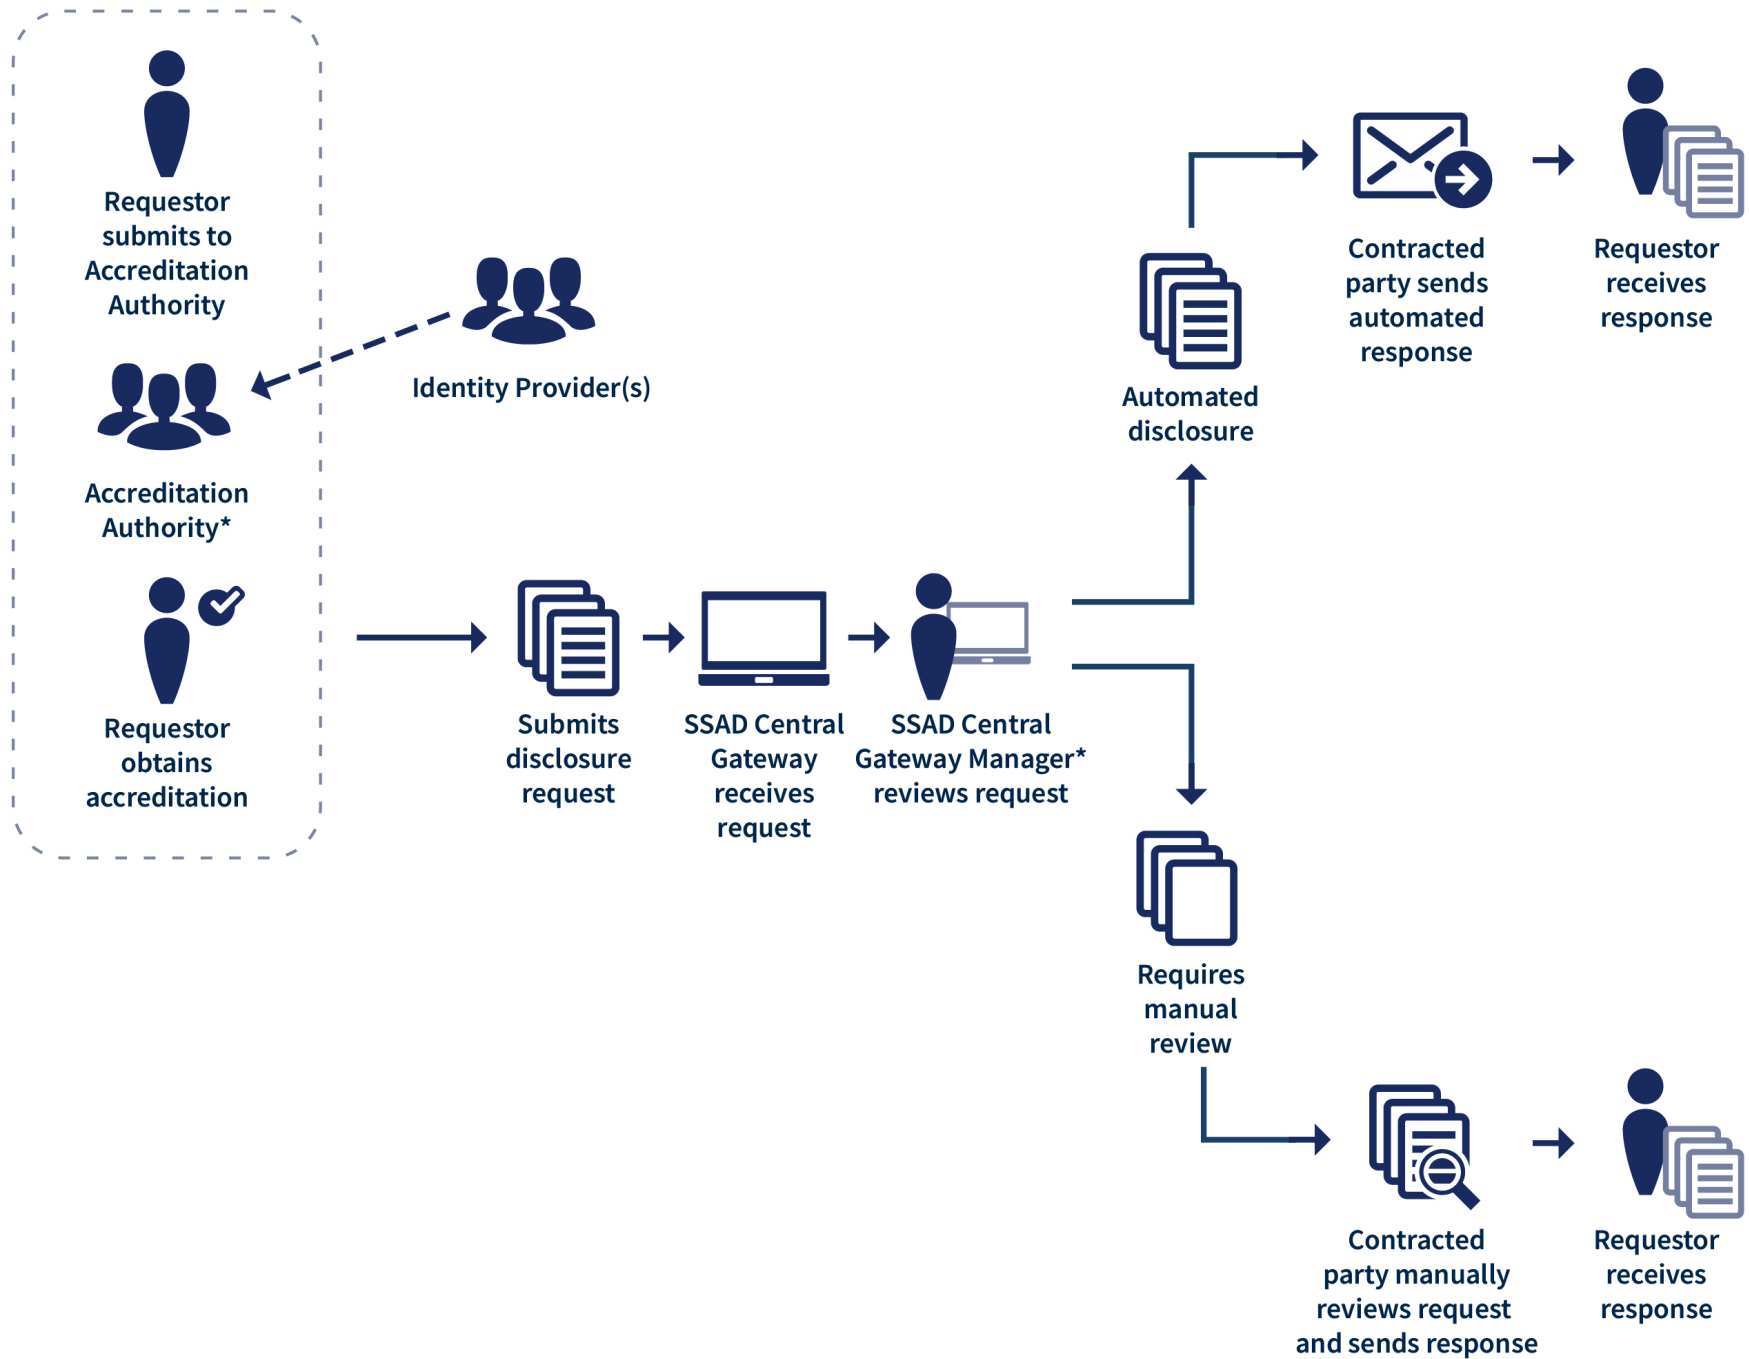 Requestor
submits to
Accreditation
Authority
Accreditation
Authority*
Requestor
obtains
accreditation
Identity Provider(s)
Submits
disclosure
request
SSAD Central
Gateway
receives
request
SSAD Central
Gateway Manager*
reviews request
Automated
disclosure
Contracted
party sends
automated
response
Requestor
receives
response
Requires
manual
review
Contracted
party manually
reviews request
and sends response
Requestor
receives
response